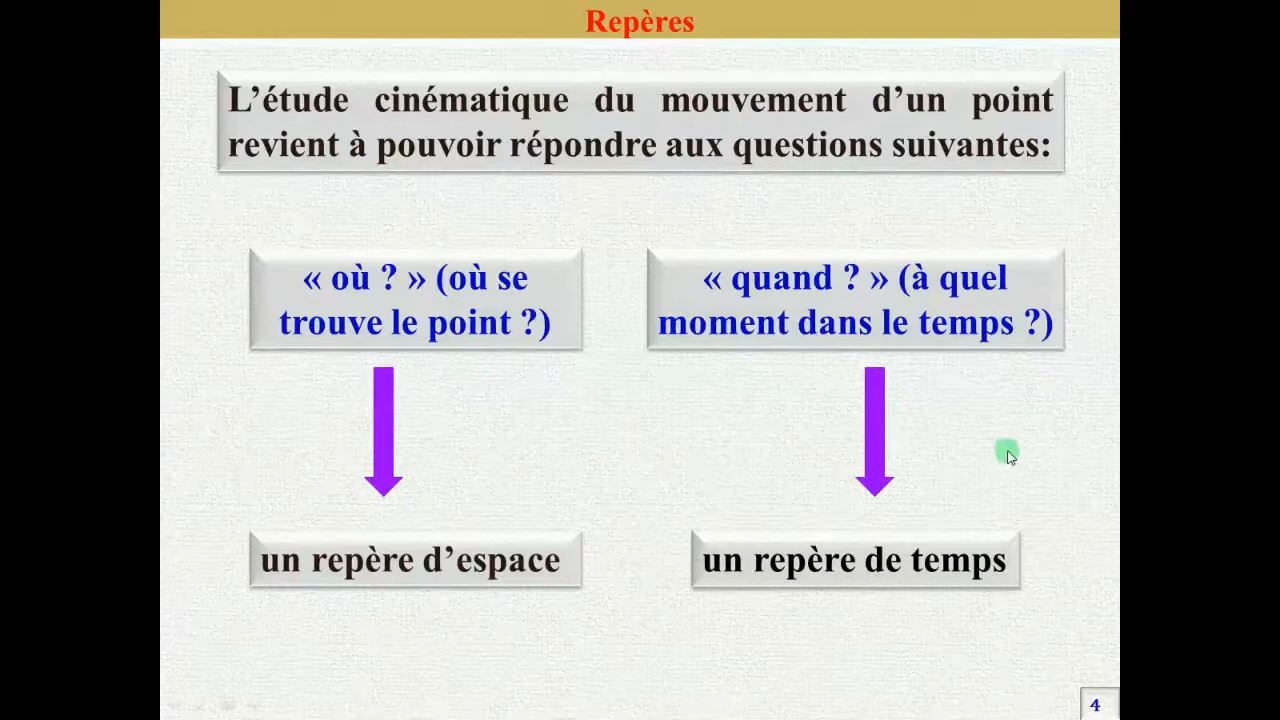 Repères
L’étude cinématique du mouvement d’un point
revient à pouvoir répondre aux questions suivantes:
« où ? » (où se
trouve le point ?)
« quand ? » (à quel
moment dans le temps ?)
un repère d’espace
un repère de temps
4